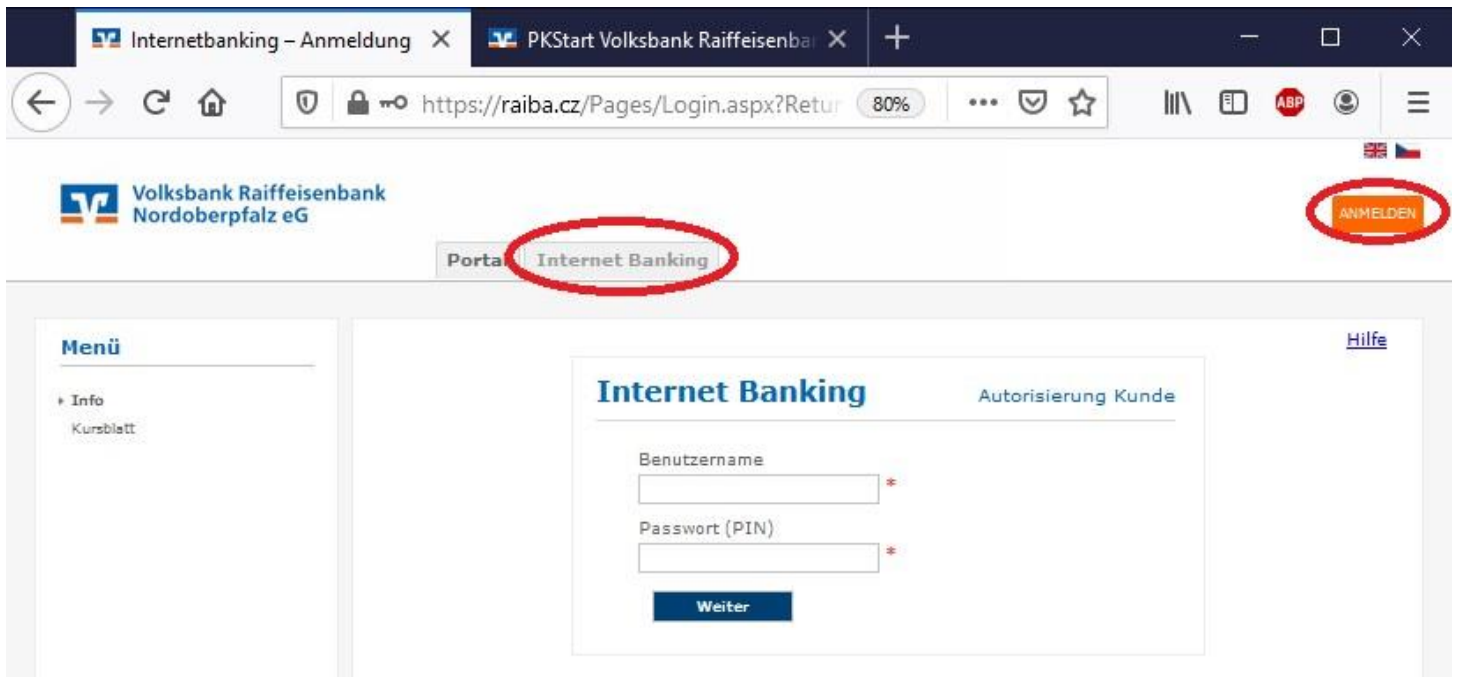 Internetbanking – Anmeldung
PKStart Volksbank Raiffeisenba
https://raiba.cz/Pages/Login.aspx?Retur
80%
ABP
Volksbank Raiffeisenbank
Nordoberpfalz eG
ANMELDEN
Portal
Internet Banking
Menü
Info
Kursblatt
Hilfe
Internet Banking
Autorisierung Kunde
Benutzername
*
Passwort (PIN)
*
Weiter